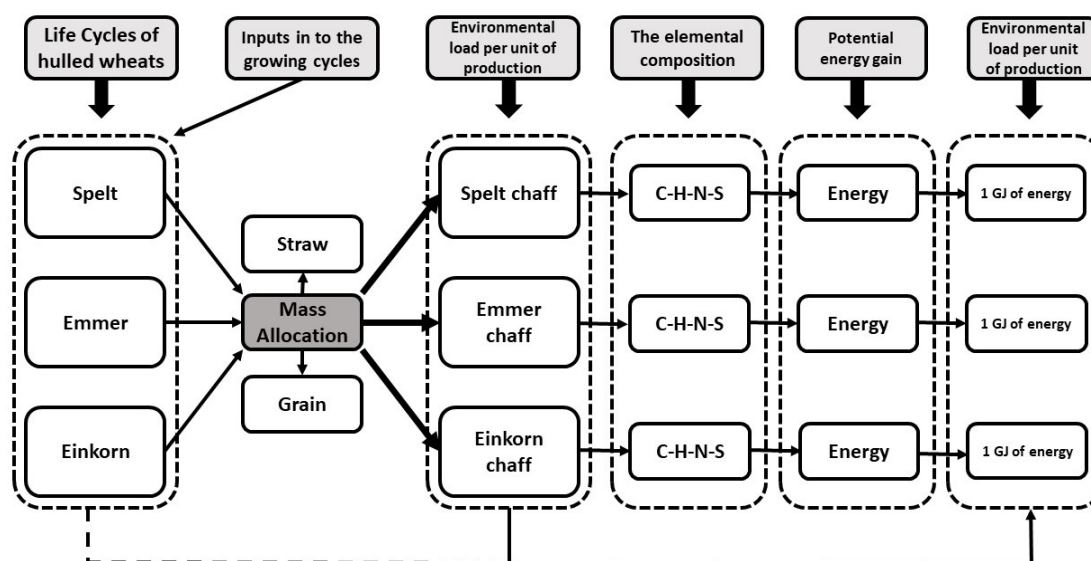 Life Cycles of
hulled wheats
Inputs in to the
growing cycles
Environmental
load per unit of
production
The elemental
composition
Potential
energy gain
Environmental
load per unit
of production
Spelt
Emmer
Einkorn
Straw
Mass
Allocation
Grain
Spelt chaff
Emmer
chaff
Einkorn
chaff
C-H-N-S
C-H-N-S
C-H-N-S
Energy
Energy
Energy
1 GJ of energy
1 GJ of energy
1 GJ of energy